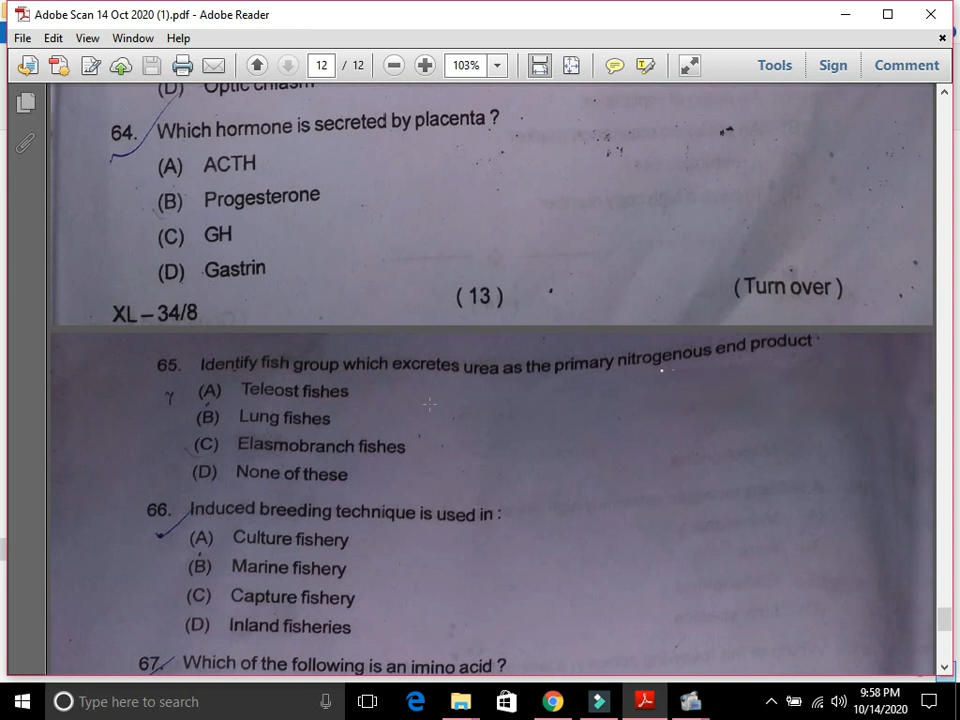 Adobe Scan 14 Oct 2020 (1).pdf - Adobe Reader
File Edit View Window Help
12 / 12 103% Tools Sign Comment
(D) Optic chiasm
64. Which hormone is secreted by placenta ?
(A) ACTH
(B) Progesterone
(C) GH
(D) Gastrin
XL – 34/8 ( 13 ) (Turn over )
65. Identify fish group which excretes urea as the primary nitrogenous end product
(A) Teleost fishes
(B) Lung fishes
(C) Elasmobranch fishes
(D) None of these
66. Induced breeding technique is used in :
(A) Culture fishery
(B) Marine fishery
(C) Capture fishery
(D) Inland fisheries
67. Which of the following is an imino acid ?
Type here to search 9:58 PM
10/14/2020